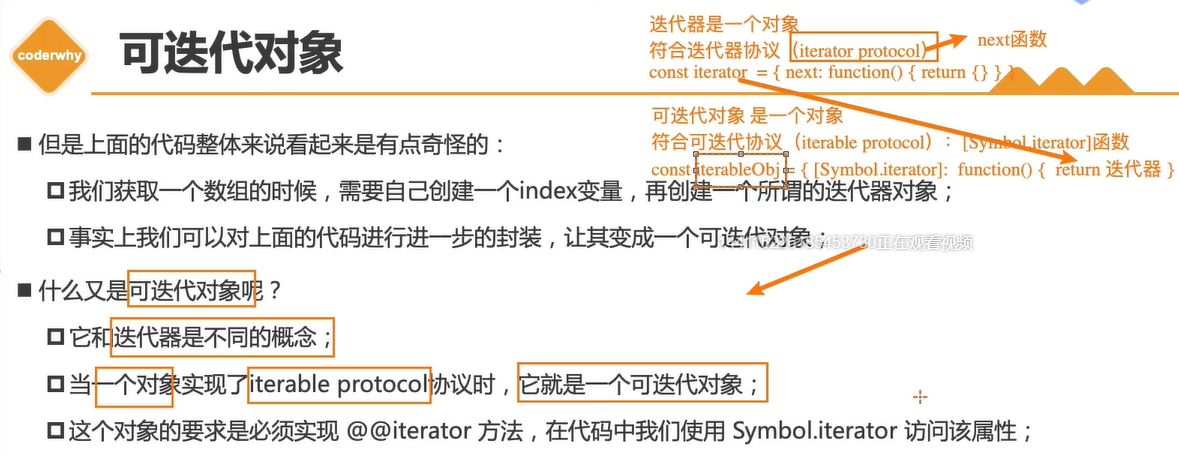 coderwhy
可迭代对象
迭代器是一个对象
符合迭代器协议（iterator protocol）
next函数
const iterator = { next: function() { return {} } }
可迭代对象 是一个对象
符合可迭代协议（iterable protocol）：[Symbol.iterator]函数
const iterableObj = { [Symbol.iterator]: function() { return 迭代器 }
但是上面的代码整体来说看起来是有点奇怪的：
我们获取一个数组的时候，需要自己创建一个index变量，再创建一个所谓的迭代器对象；
事实上我们可以对上面的代码进行进一步的封装，让其变成一个可迭代对象；
正在观看视频
什么又是可迭代对象呢？
它和迭代器是不同的概念；
当一个对象实现了iterable protocol协议时，它就是一个可迭代对象；
这个对象的要求是必须实现 @@iterator 方法，在代码中我们使用 Symbol.iterator 访问该属性；